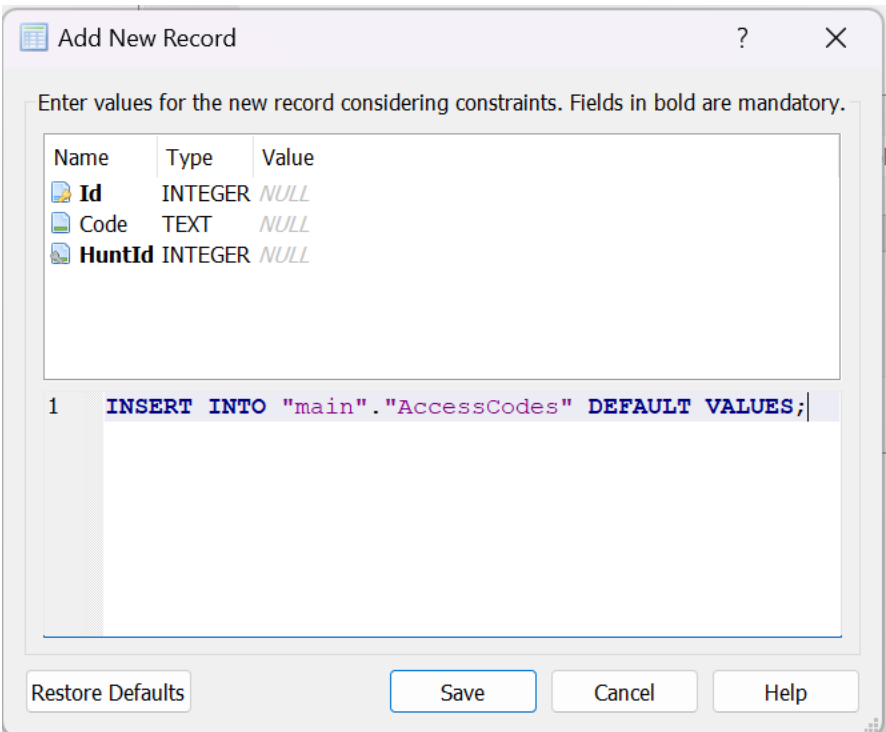 Add New Record ?
Enter values for the new record considering constraints. Fields in bold are mandatory.
Name Type Value
Id INTEGER NULL
Code TEXT NULL
HuntId INTEGER NULL
1 INSERT INTO "main"."AccessCodes" DEFAULT VALUES;
Restore Defaults Save Cancel Help